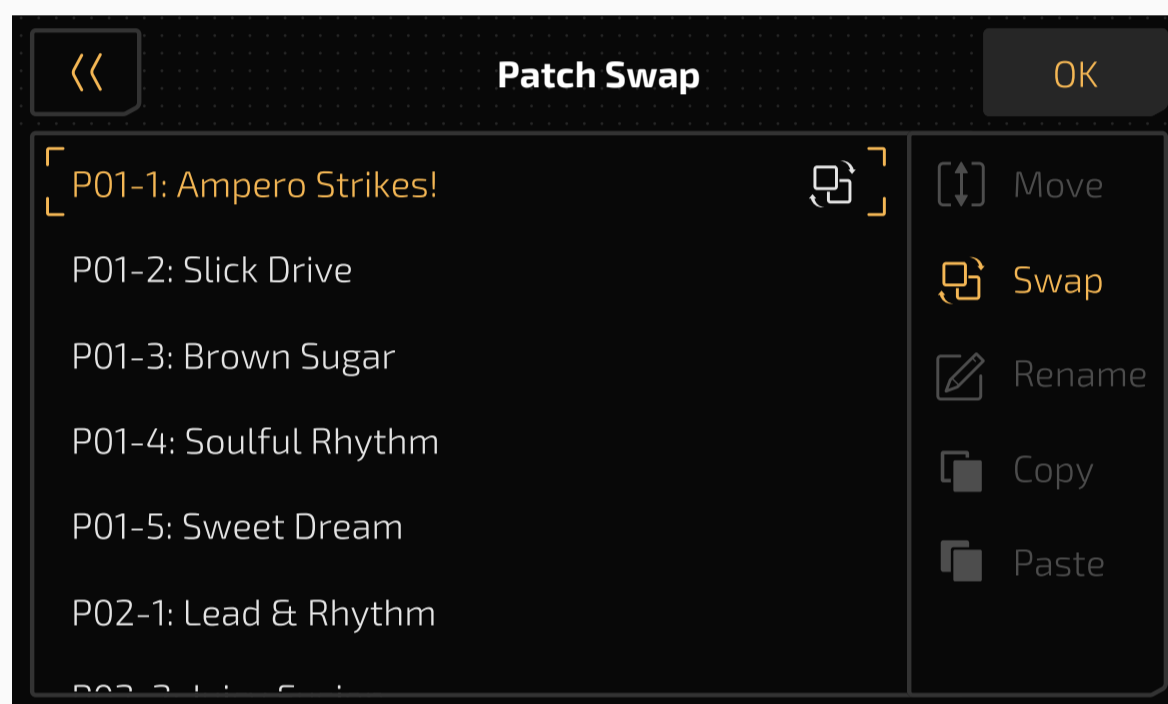 Patch Swap
OK
P01-1: Ampero Strikes!
P01-2: Slick Drive
P01-3: Brown Sugar
P01-4: Soulful Rhythm
P01-5: Sweet Dream
P02-1: Lead & Rhythm
Move
Swap
Rename
Copy
Paste